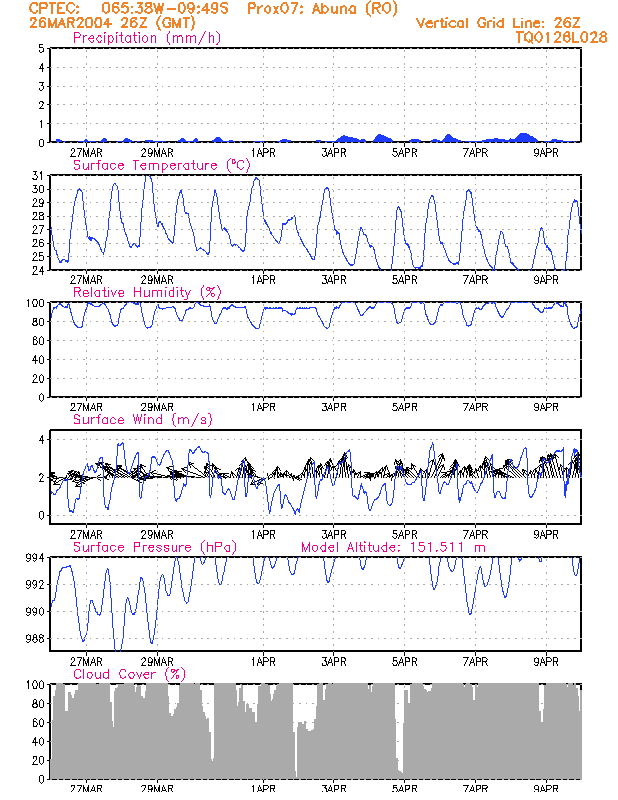 CPTEC: 065:38W-09:49S Prox07: Abuna (RO)
26MAR2004 26Z (GMT) Vertical Grid Line: 26Z
Precipitation (mm/h) TQ0126L028
5
4
3
2
1
0
27MAR 29MAR 1APR 3APR 5APR 7APR 9APR
Surface Temperature (°C)
31
30
29
28
27
26
25
24
27MAR 29MAR 1APR 3APR 5APR 7APR 9APR
Relative Humidity (%)
100
80
60
40
20
0
27MAR 29MAR 1APR 3APR 5APR 7APR 9APR
Surface Wind (m/s)
4
2
0
27MAR 29MAR 1APR 3APR 5APR 7APR 9APR
Surface Pressure (hPa) Model Altitude: 151.511 m
994
992
990
988
27MAR 29MAR 1APR 3APR 5APR 7APR 9APR
Cloud Cover (%)
100
80
60
40
20
0
27MAR 29MAR 1APR 3APR 5APR 7APR 9APR